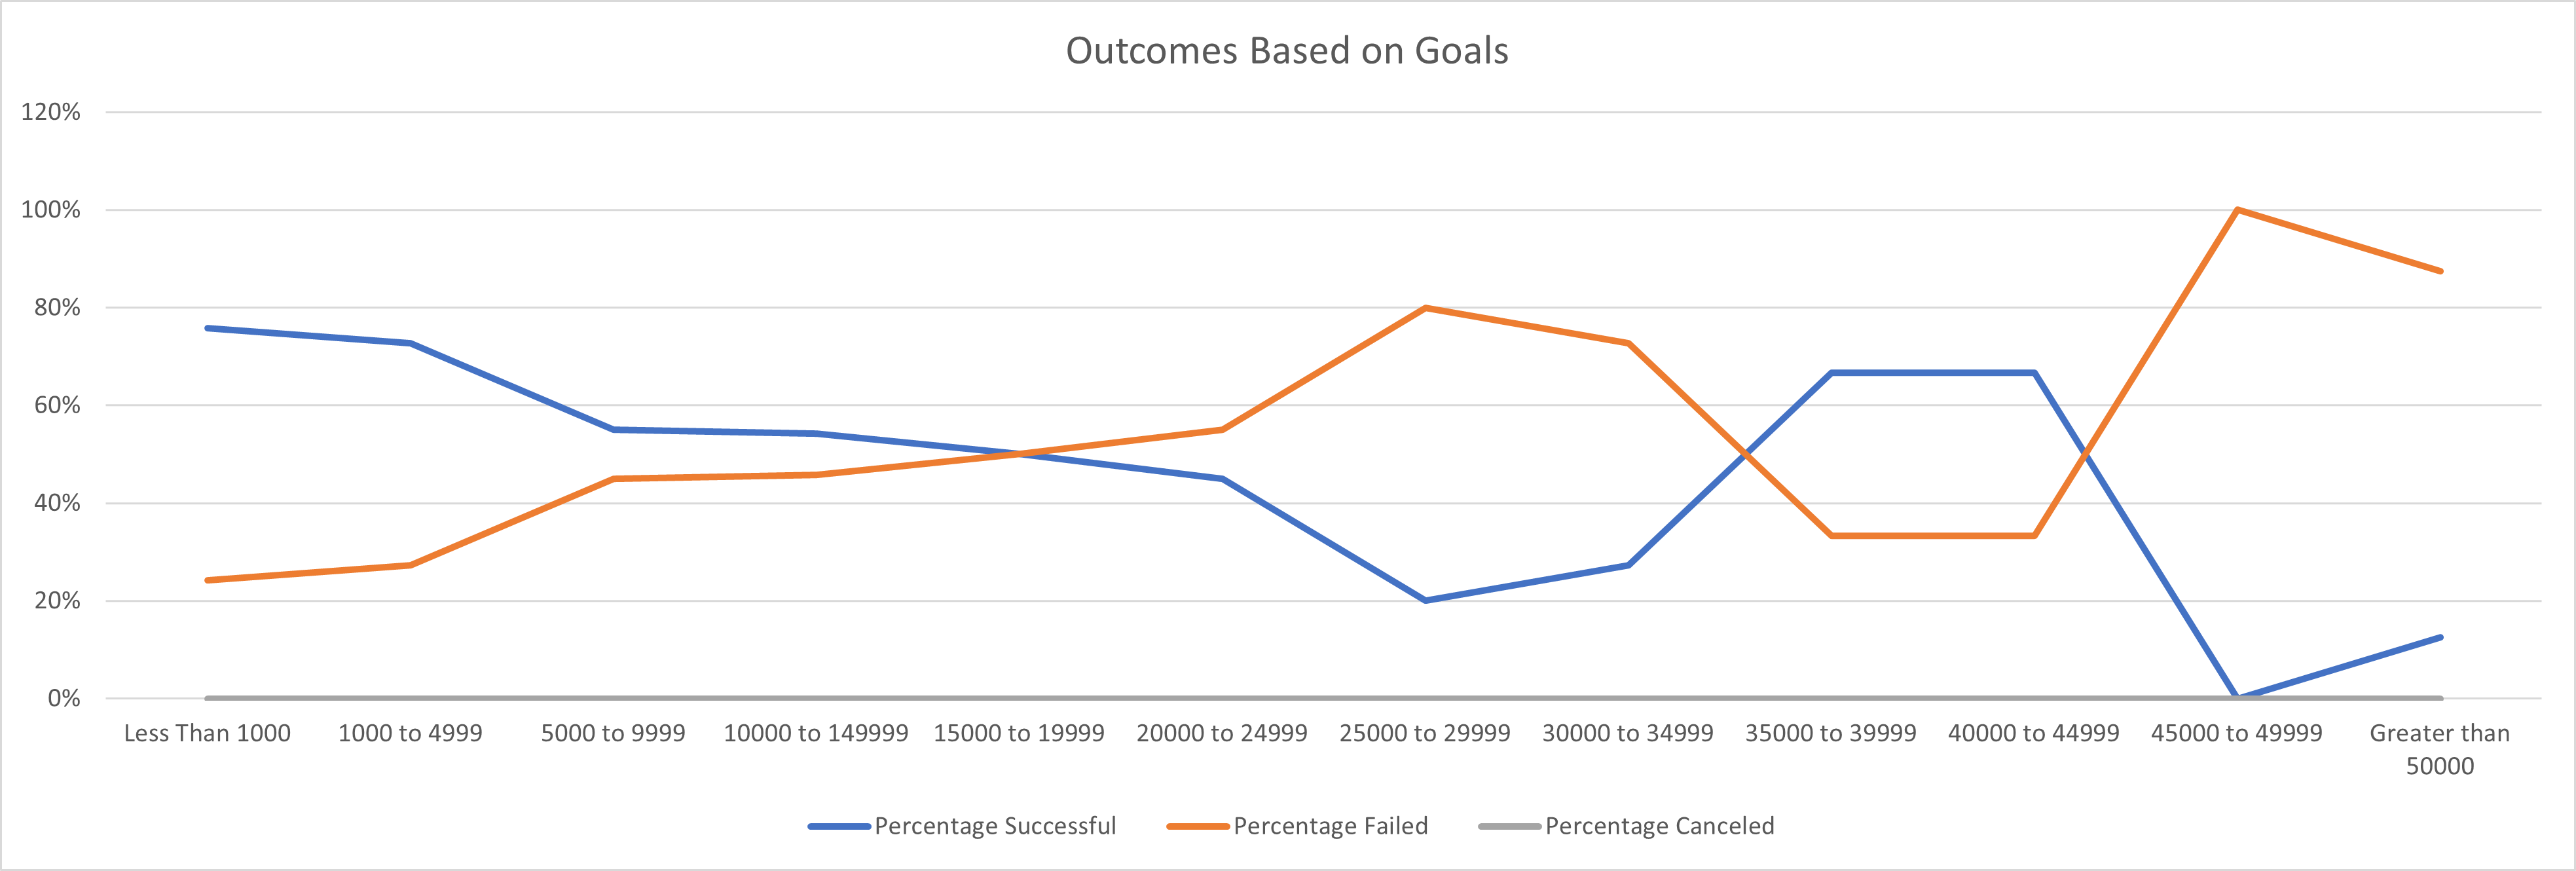 Outcomes Based on Goals
120%
100%
80%
60%
40%
20%
0%
Less Than 1000
1000 to 4999
5000 to 9999
10000 to 149999
15000 to 19999
20000 to 24999
25000 to 29999
30000 to 34999
35000 to 39999
40000 to 44999
45000 to 49999
Greater than
50000
Percentage Successful
Percentage Failed
Percentage Canceled